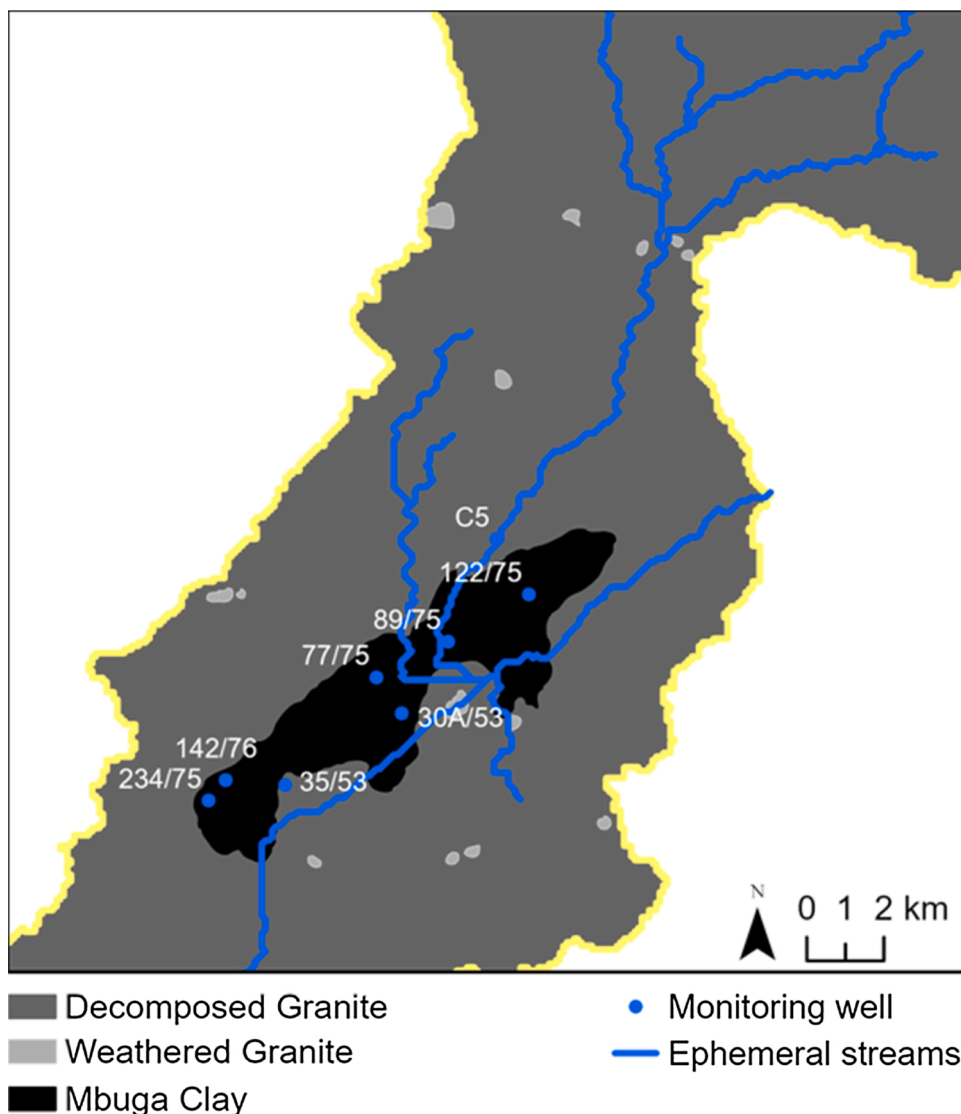 C5
122/75
89/75
77/75
30A/53
142/76
234/75
35/53
N
0 1 2 km
Decomposed Granite
Monitoring well
Weathered Granite
Ephemeral streams
Mbuga Clay